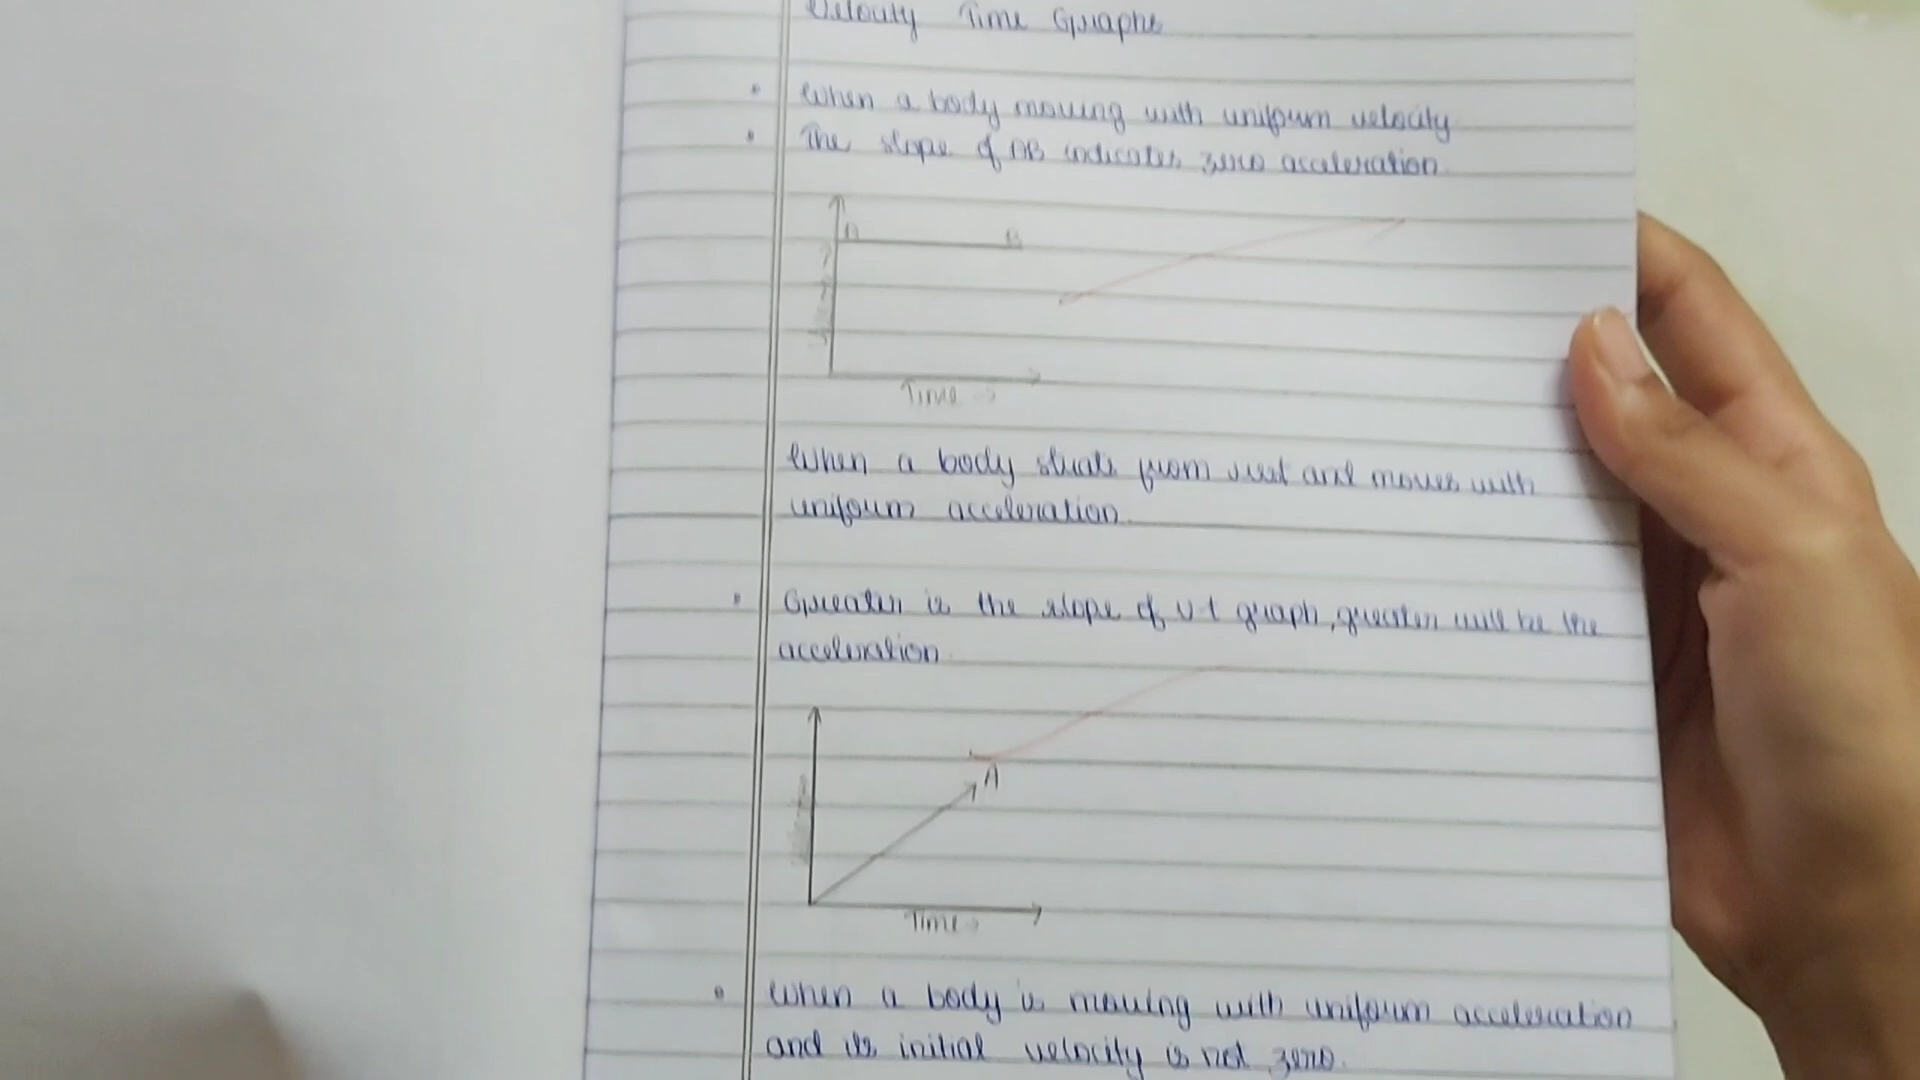 Velocity Time Graphs
When a body moving with uniform velocity
The slope of AB indicates zero acceleration
A B
Time →
When a body strats from rest and moves with
uniform acceleration.
Greater is the slope of v-t graph, greater will be the
acceleration
A
Time →
When a body is moving with uniform acceleration
and its initial velocity is not zero.